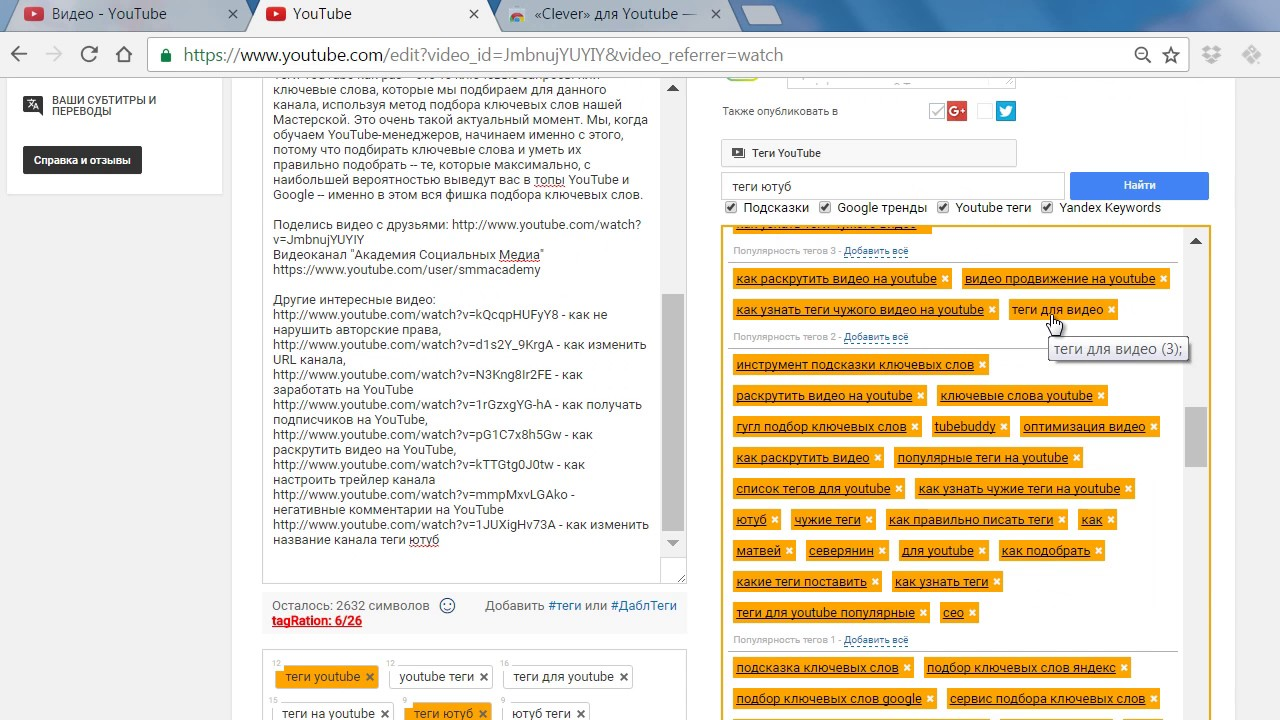 Видео - YouTube
YouTube
«Clever» для Youtube —
https://www.youtube.com/edit?video_id=JmbnujYUYIY&video_referrer=watch
ВАШИ СУБТИТРЫ И
ПЕРЕВОДЫ
Справка и отзывы
ключевые слова, которые мы подбираем для данного
канала, используя метод подбора ключевых слов нашей
Мастерской. Это очень такой актуальный момент. Мы, когда
обучаем YouTube-менеджеров, начинаем именно с этого,
потому что подбирать ключевые слова и уметь их
правильно подобрать -- те, которые максимально, с
наибольшей вероятностью выведут вас в топы YouTube и
Google – именно в этом вся фишка подбора ключевых слов.
Поделись видео с друзьями: http://www.youtube.com/watch?
v=JmbnujYUYIY
Видеоканал "Академия Социальных Медиа"
https://www.youtube.com/user/smmacademy
Другие интересные видео:
http://www.youtube.com/watch?v=kQcqpHUFyY8 - как не
нарушить авторские права,
http://www.youtube.com/watch?v=d1s2Y_9KrgA - как изменить
URL канала,
http://www.youtube.com/watch?v=N3Kng8Ir2FE - как
заработать на YouTube
http://www.youtube.com/watch?v=1rGzxgYG-hA - как получать
подписчиков на YouTube,
http://www.youtube.com/watch?v=pG1C7x8h5Gw - как
раскрутить видео на YouTube,
http://www.youtube.com/watch?v=kTTGtg0J0tw - как
настроить трейлер канала
http://www.youtube.com/watch?v=mmpMxvLGAko -
негативные комментарии на YouTube
http://www.youtube.com/watch?v=1JUXigHv73A - как изменить
название канала теги ютуб
Осталось: 2632 символов Добавить #теги или #ДаблТеги
tagRation: 6/26
12 теги youtube 12 youtube теги 16 теги для youtube
15 теги на youtube 9 теги ютуб 9 ютуб теги
Также опубликовать в
G+
Теги YouTube
теги ютуб Найти
Подсказки Google тренды Youtube теги Yandex Keywords
как узнать теги чужого видео
Популярность тегов 3 - Добавить всё
как раскрутить видео на youtube видео продвижение на youtube
как узнать теги чужого видео на youtube теги для видео
Популярность тегов 2 - Добавить всё
теги для видео (3);
инструмент подсказки ключевых слов
раскрутить видео на youtube ключевые слова youtube
гугл подбор ключевых слов tubebuddy оптимизация видео
как раскрутить видео популярные теги на youtube
список тегов для youtube как узнать чужие теги на youtube
ютуб чужие теги как правильно писать теги как
матвей северянин для youtube как подобрать
какие теги поставить как узнать теги
теги для youtube популярные сео
Популярность тегов 1 - Добавить всё
подсказка ключевых слов подбор ключевых слов яндекс
подбор ключевых слов google сервис подбора ключевых слов